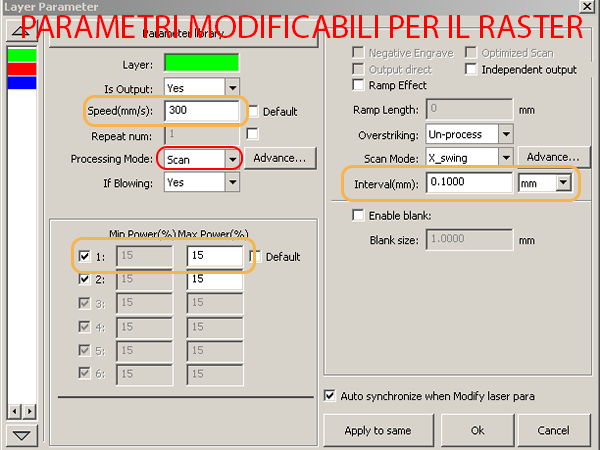 Layer Parameter
PARAMETRI MODIFICABILI PER IL RASTER
Parameter library
Layer:
Is Output: Yes
Speed(mm/s): 300 Default
Repeat num: 1
Processing Mode: Scan Advance...
If Blowing: Yes
Min Power(%) Max Power(%)
1: 15 15 Default
2: 15 15
3: 15 15
4: 15 15
5: 15 15
6: 15 15
Negative Engrave Optimized Scan
Output direct Independent output
Ramp Effect
Ramp Length: 0 mm
Overstriking: Un-process
Scan Mode: X_swing Advance...
Interval(mm): 0.1000 mm
Enable blank:
Blank size: 1.0000 mm
Auto synchronize when Modify laser para
Apply to same Ok Cancel